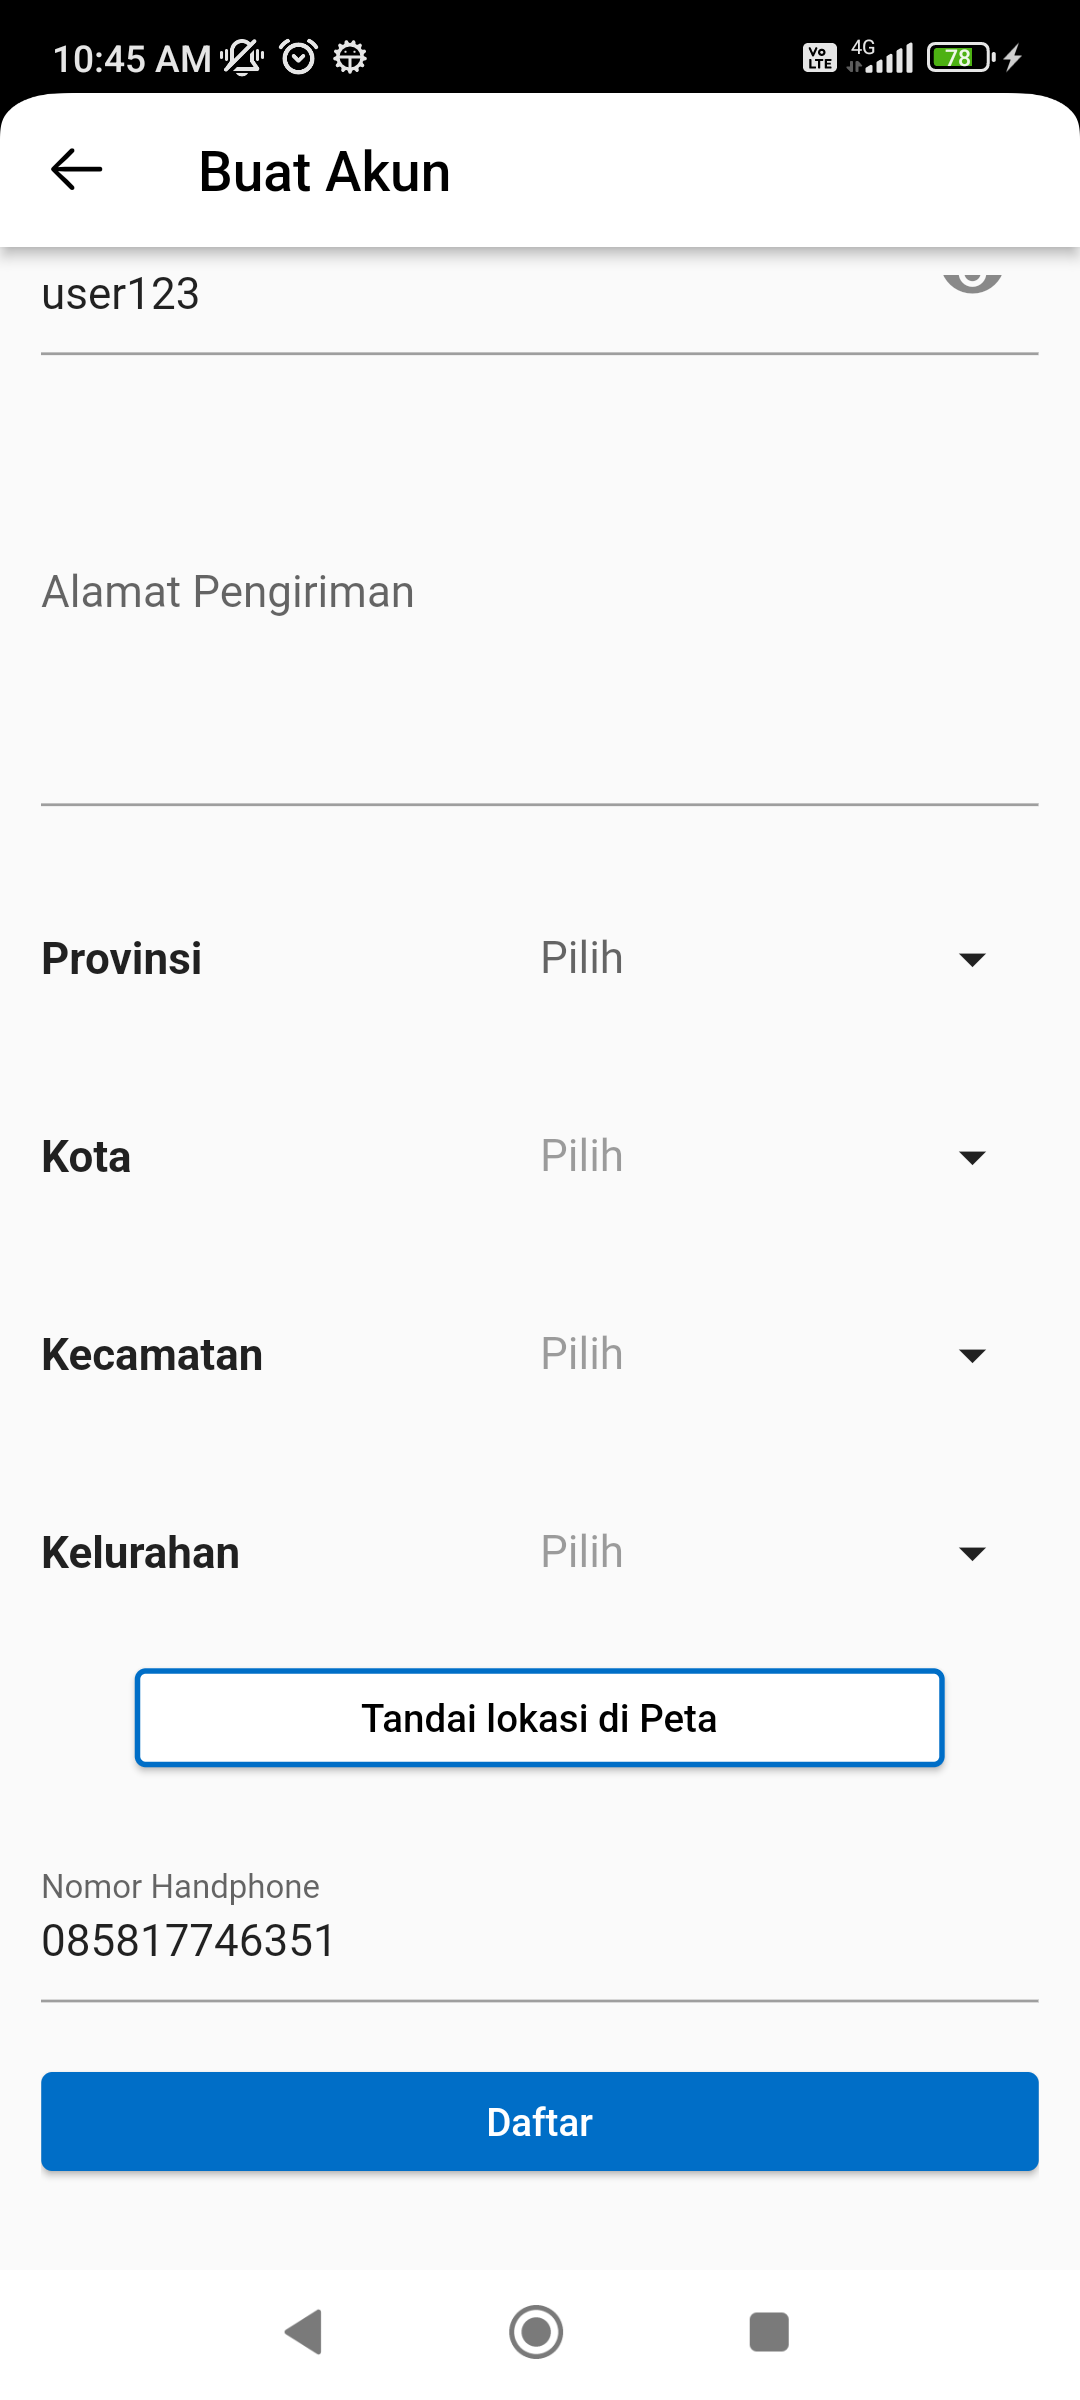 10:45 AM
Vo LTE 4G 78
Buat Akun
user123
Alamat Pengiriman
Provinsi Pilih
Kota Pilih
Kecamatan Pilih
Kelurahan Pilih
Tandai lokasi di Peta
Nomor Handphone
085817746351
Daftar